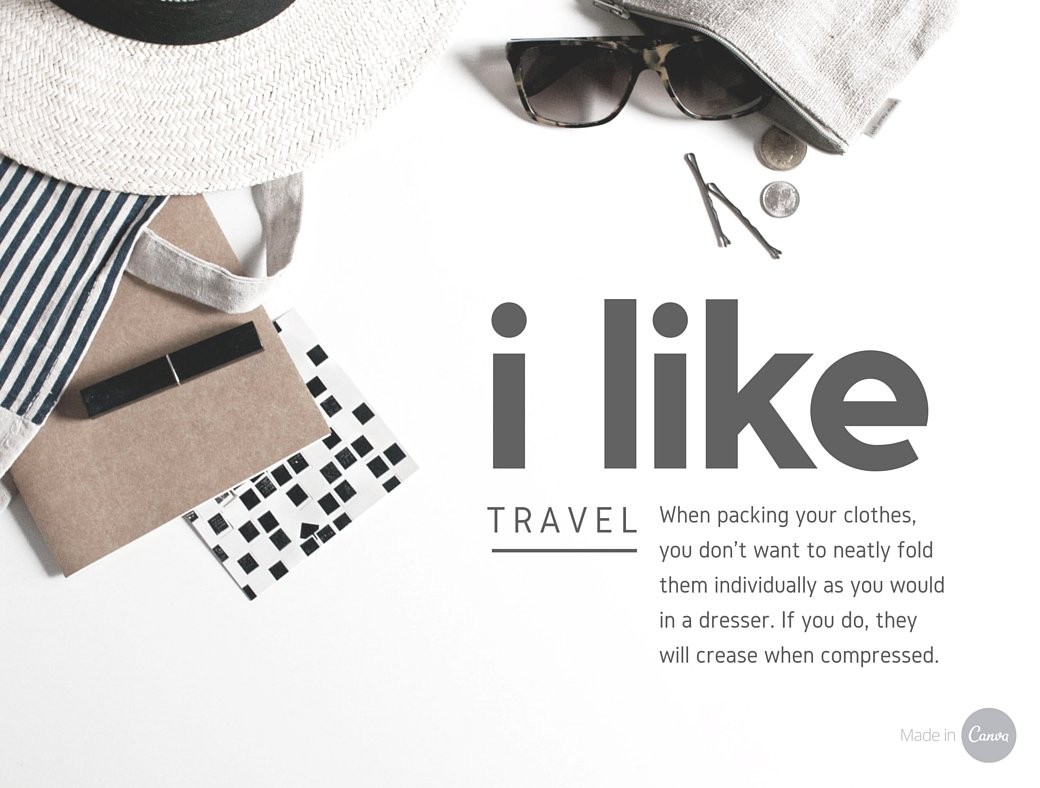 i like
TRAVEL
When packing your clothes,
you don’t want to neatly fold
them individually as you would
in a dresser. If you do, they
will crease when compressed.
Made in Canva